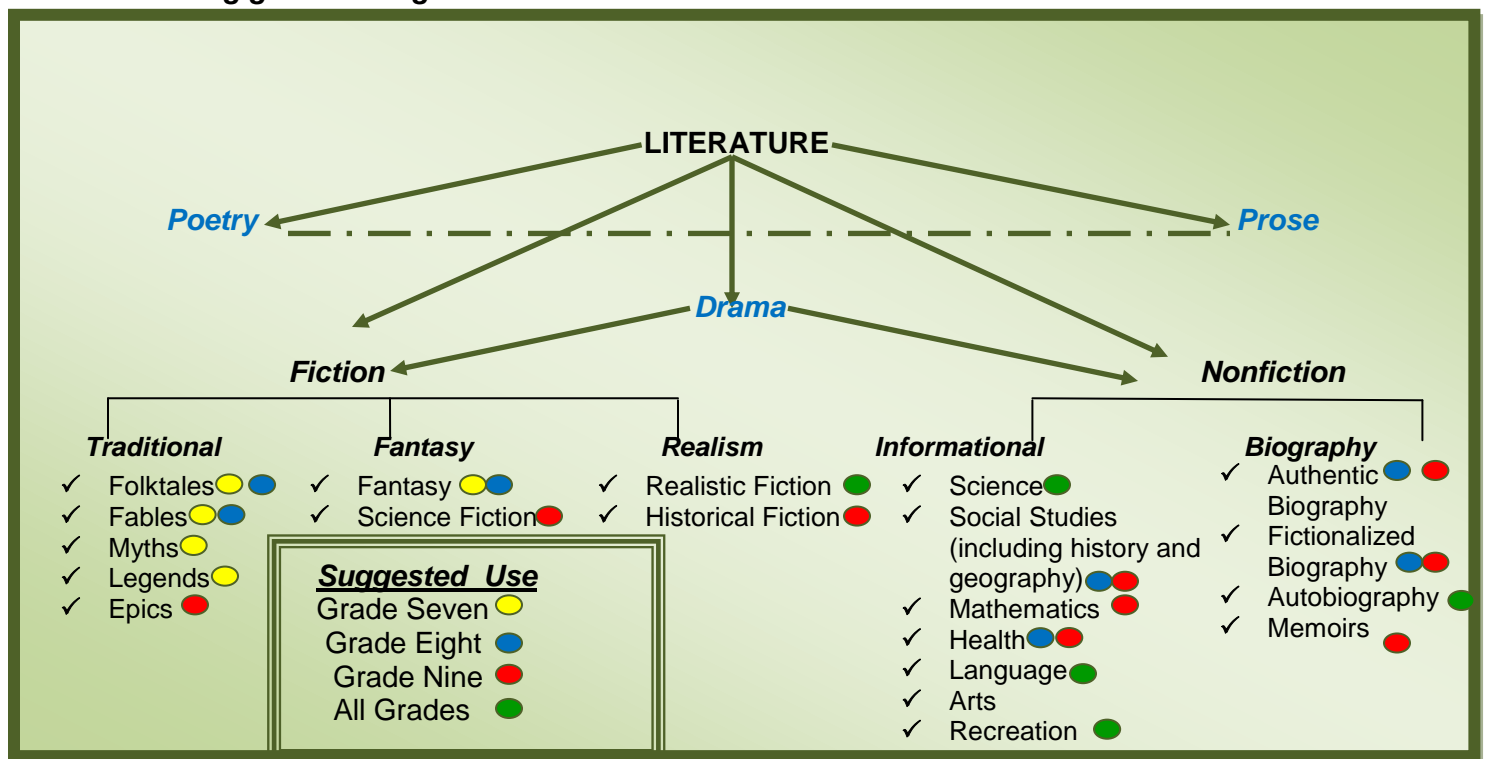 LITERATURE
Poetry
Prose
Drama
Fiction
Nonfiction
Traditional
✓ Folktales
✓ Fables
✓ Myths
✓ Legends
✓ Epics
Fantasy
✓ Fantasy
✓ Science Fiction
Realism
✓ Realistic Fiction
✓ Historical Fiction
Informational
✓ Science
✓ Social Studies
(including history and
geography)
✓ Mathematics
✓ Health
✓ Language
✓ Arts
✓ Recreation
Biography
✓ Authentic
Biography
✓ Fictionalized
Biography
✓ Autobiography
✓ Memoirs
Suggested Use
Grade Seven
Grade Eight
Grade Nine
All Grades